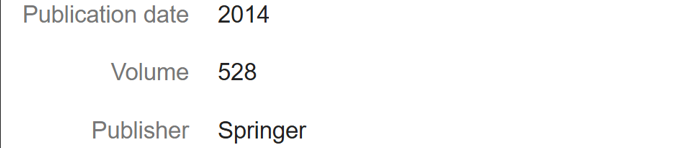 Publication date 2014
Volume 528
Publisher Springer